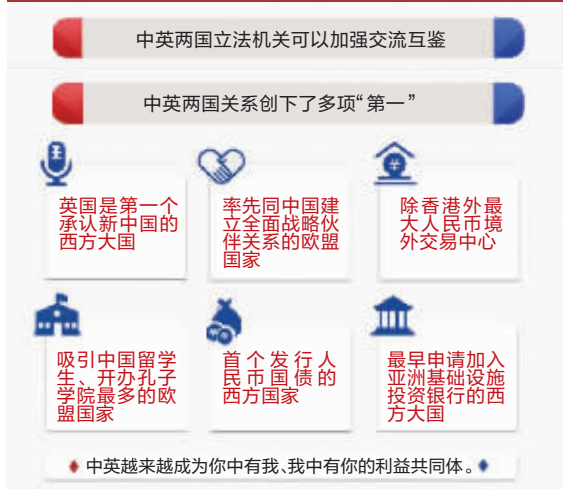 中英两国立法机关可以加强交流互鉴
中英两国关系创下了多项“第一”
英国是第一个
承认新中国的
西方大国
率先同中国建
立全面战略伙
伴关系的欧盟
国家
除香港外最
大人民币境
外交易中心
吸引中国留学
生、开办孔子
学院最多的欧
盟国家
首个发行人
民币国债的
西方国家
最早申请加入
亚洲基础设施
投资银行的西
方大国
中英越来越成为你中有我、我中有你的利益共同体。